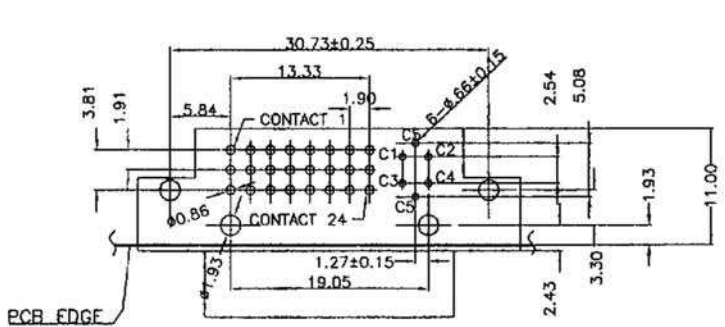 30.73±0.25
13.33
6-ø.66±0.15
2.54
5.08
3.81
1.91
5.84
1.90
CONTACT 1
C5
C1
C2
C3
C4
C5
ø0.86
CONTACT 24
1.93
11.00
ø1.93
1.27±0.15
19.05
2.43
3.30
PCB EDGE